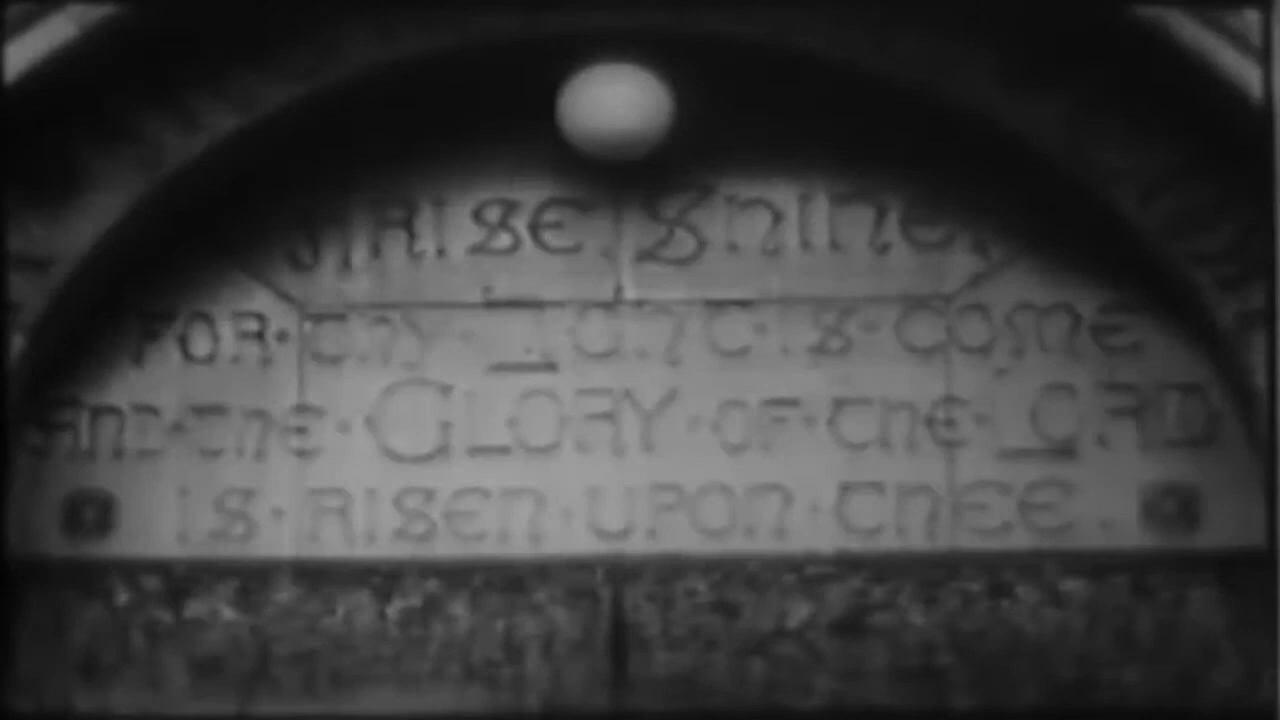 ARISE SHINE
FOR · THY · LIGHT · IS · COME
AND · THE · GLORY · OF · THE · LORD
IS · RISEN · UPON · THEE ·